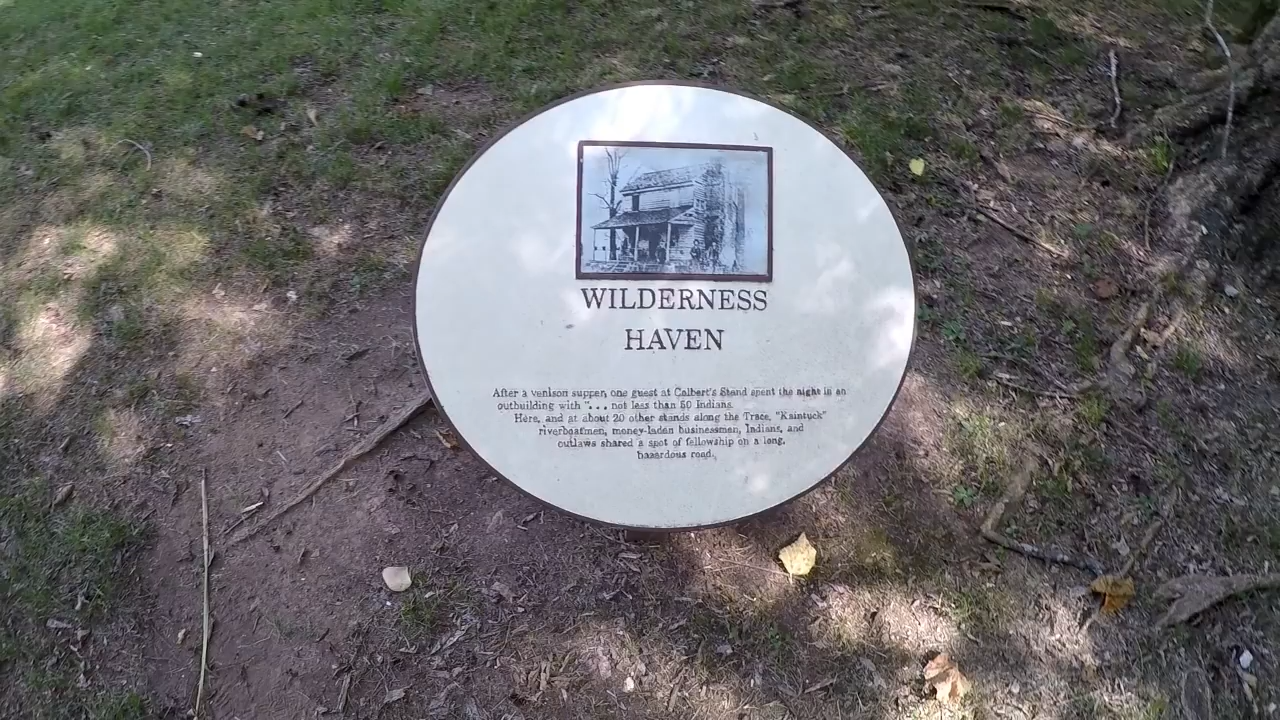 WILDERNESS
HAVEN
After a venison supper, one guest at Colbert's Stand spent the night in an
outbuilding with ". . . not less than 50 Indians.
Here, and at about 20 other stands along the Trace, "Kaintuck"
riverboatmen, money-laden businessmen, Indians, and
outlaws shared a spot of fellowship on a long,
hazardous road.